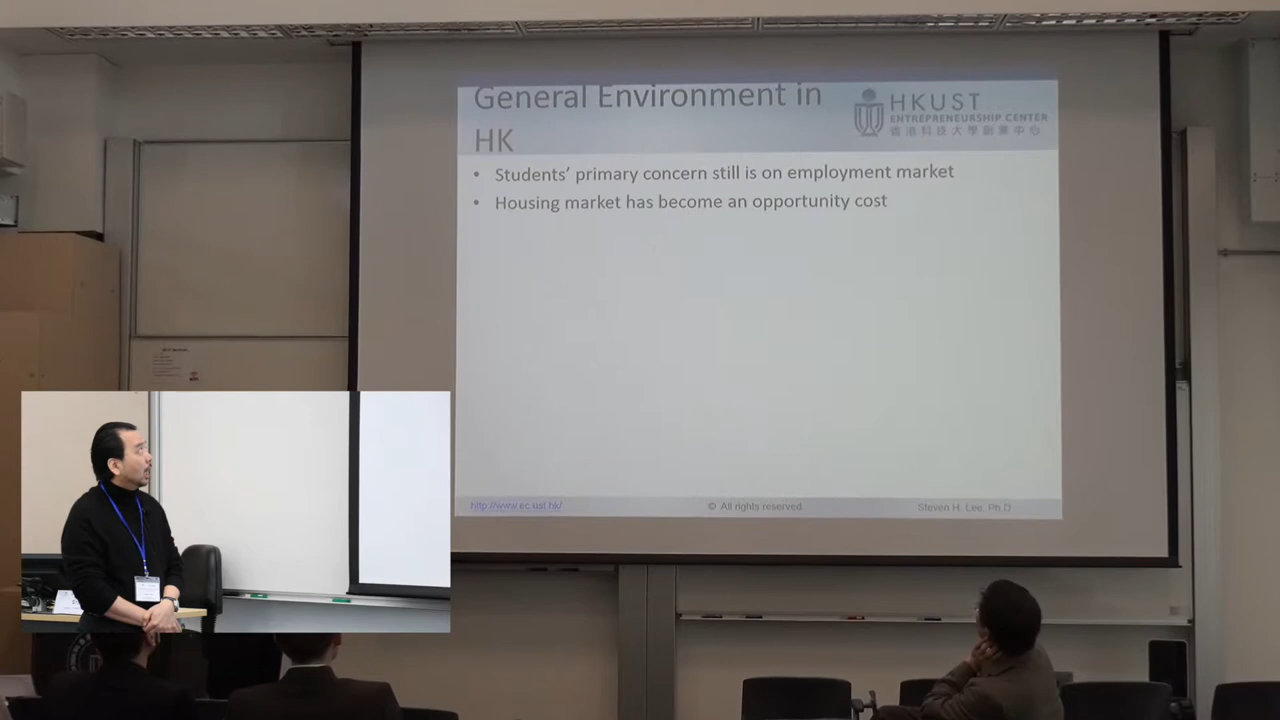 General Environment in
HK
HKUST
ENTREPRENEURSHIP CENTER
香港科技大學創業中心
• Students’ primary concern still is on employment market
• Housing market has become an opportunity cost
http://www.ec.ust.hk/
© All rights reserved.
Steven H. Lee, Ph.D